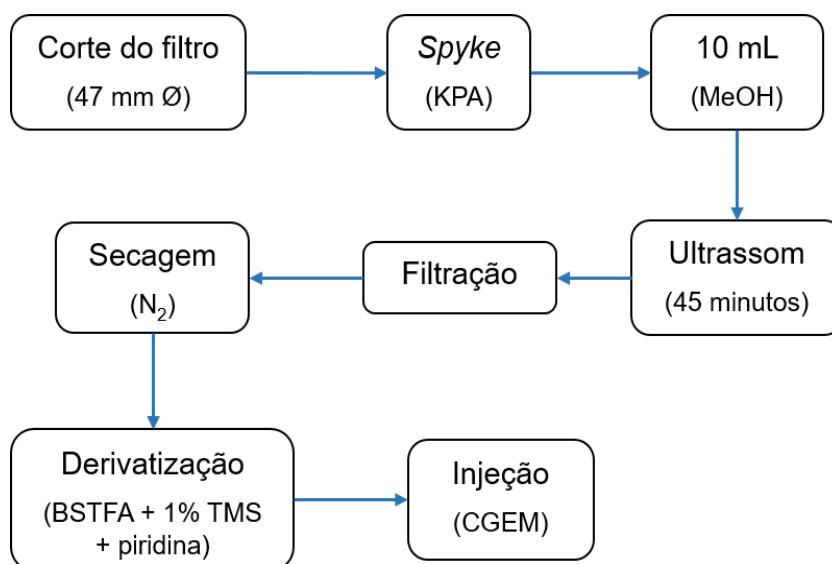 Corte do filtro
(47 mm Ø)
Spyke
(KPA)
10 mL
(MeOH)
Ultrassom
(45 minutos)
Filtração
Secagem
(N₂)
Derivatização
(BSTFA + 1% TMS
+ piridina)
Injeção
(CGEM)